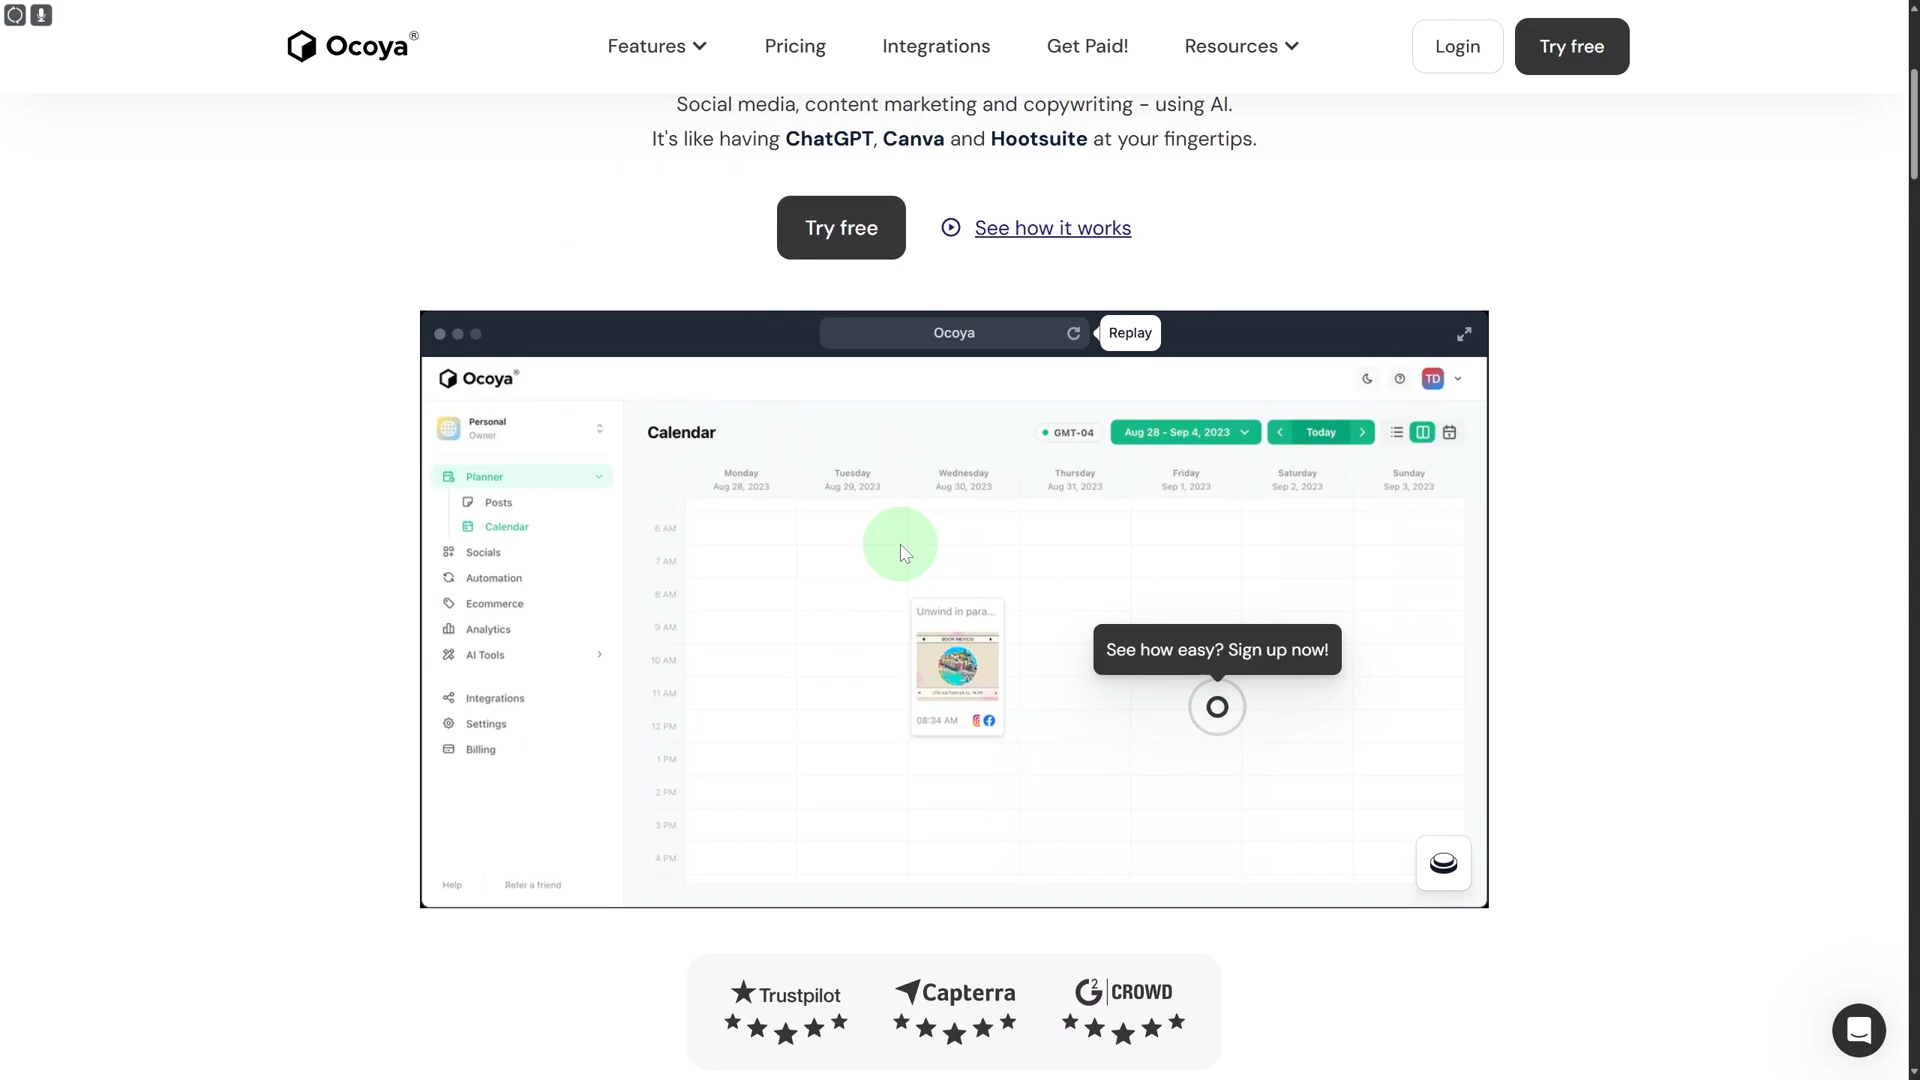 Ocoya®
Features
Pricing
Integrations
Get Paid!
Resources
Login
Try free
Social media, content marketing and copywriting - using AI.
It's like having ChatGPT, Canva and Hootsuite at your fingertips.
Try free
See how it works
Ocoya
Replay
Ocoya®
TD
Personal
Owner
Calendar
GMT-04
Aug 28 - Sep 4, 2023
Today
Planner
Posts
Calendar
Socials
Automation
Ecommerce
Analytics
AI Tools
Integrations
Settings
Billing
Help
Refer a friend
Monday
Aug 28, 2023
Tuesday
Aug 29, 2023
Wednesday
Aug 30, 2023
Thursday
Aug 31, 2023
Friday
Sep 1, 2023
Saturday
Sep 2, 2023
Sunday
Sep 3, 2023
6 AM
7 AM
8 AM
9 AM
10 AM
11 AM
12 PM
1 PM
2 PM
3 PM
4 PM
Unwind in para...
BOOK MEXICO
08:34 AM
See how easy? Sign up now!
Trustpilot
Capterra
G2 CROWD